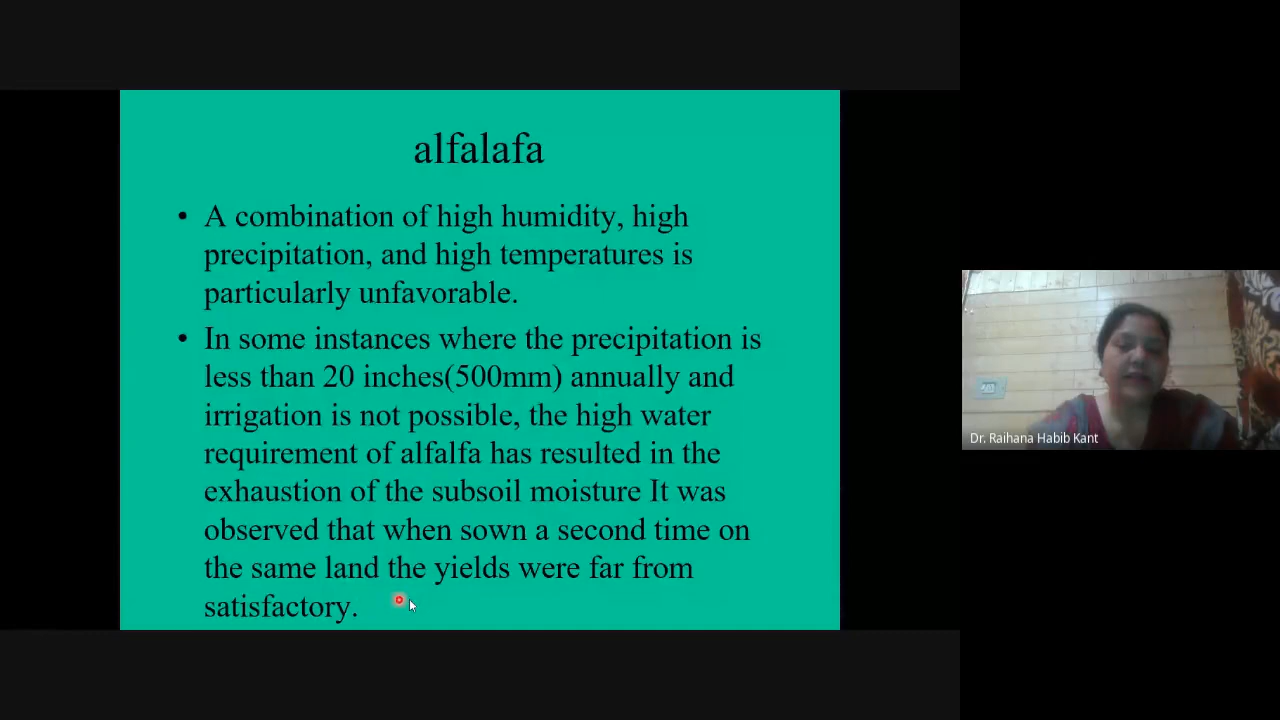 alfalafa
• A combination of high humidity, high
precipitation, and high temperatures is
particularly unfavorable.
• In some instances where the precipitation is
less than 20 inches(500mm) annually and
irrigation is not possible, the high water
requirement of alfalfa has resulted in the
exhaustion of the subsoil moisture It was
observed that when sown a second time on
the same land the yields were far from
satisfactory.
Dr. Raihana Habib Kant